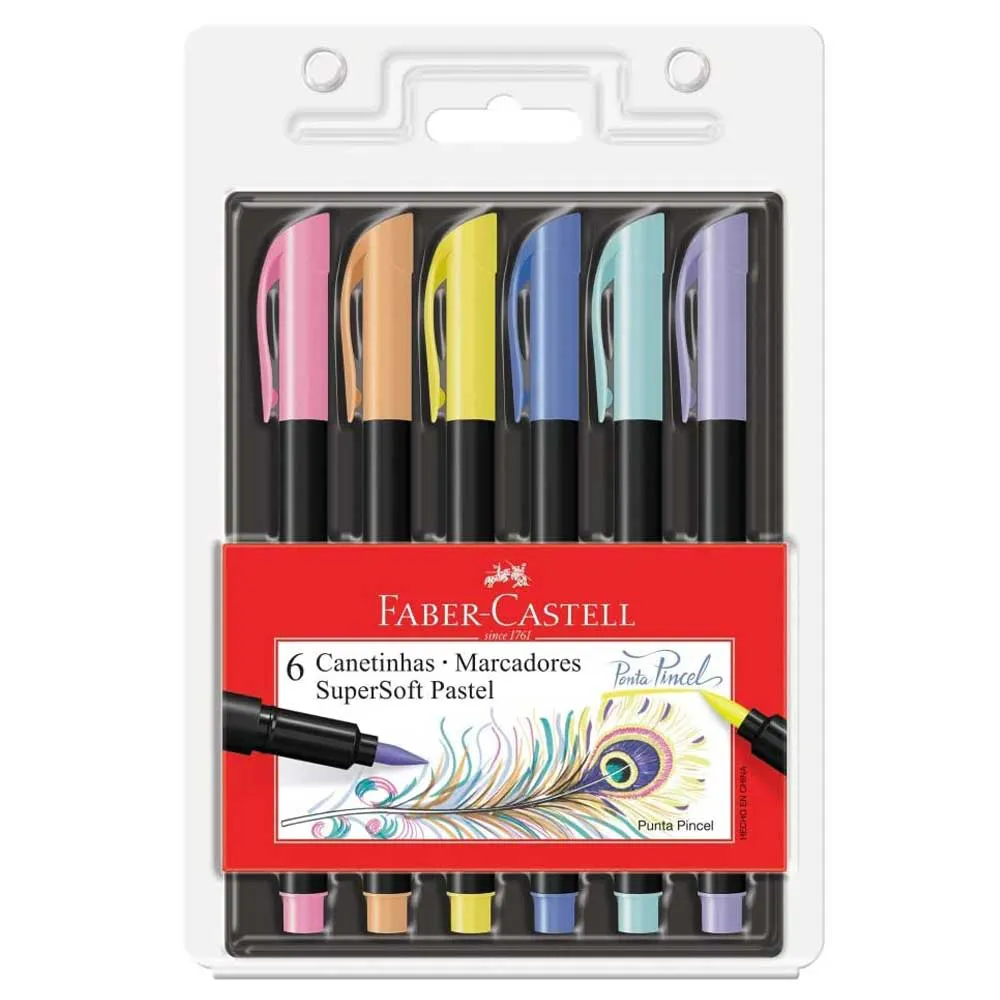 FABER-CASTELL
since 1761
6 Canetinhas · Marcadores
SuperSoft Pastel
Ponta Pincel
Punta Pincel
HECHO EN CHINA